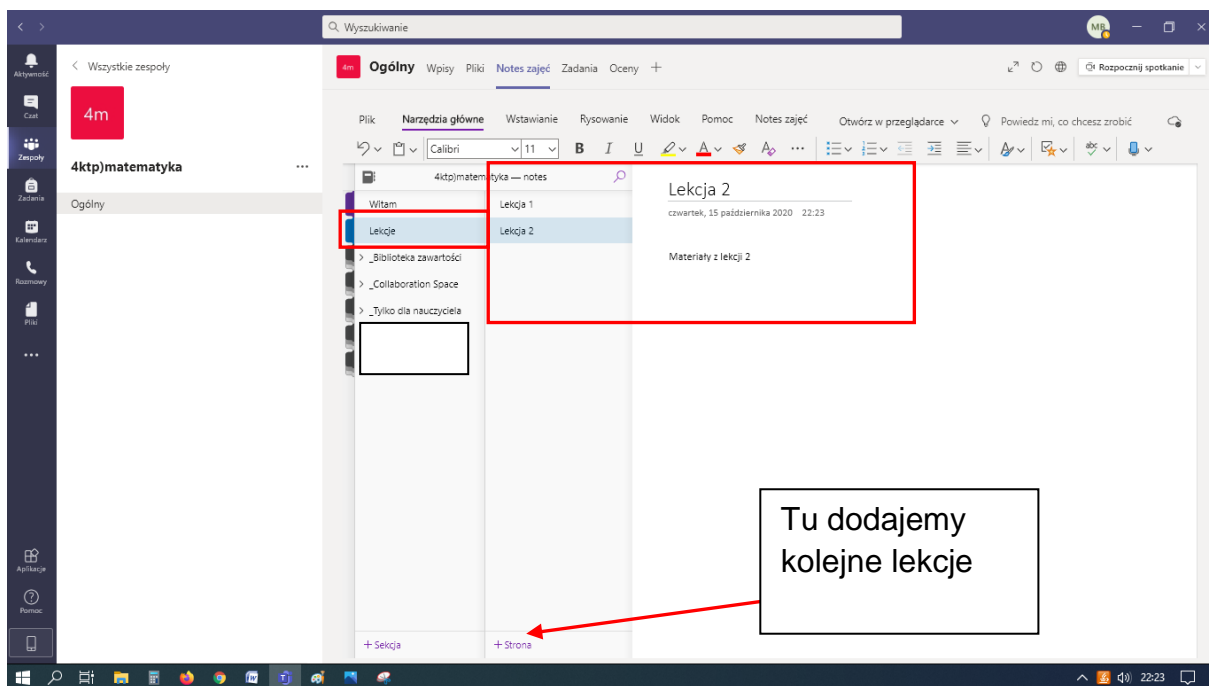 Wyszukiwanie
MB
Aktywność
Czat
Zespoły
Zadania
Kalendarz
Rozmowy
Pliki
Aplikacje
Pomoc
Wszystkie zespoły
4m
4ktp)matematyka
Ogólny
4m Ogólny Wpisy Pliki Notes zajęć Zadania Oceny
Rozpocznij spotkanie
Plik Narzędzia główne Wstawianie Rysowanie Widok Pomoc Notes zajęć Otwórz w przeglądarce Powiedz mi, co chcesz zrobić
Calibri 11 B I U A A abc
4ktp)matematyka — notes
Witam
Lekcje
_Biblioteka zawartości
_Collaboration Space
_Tylko dla nauczyciela
+ Sekcja
Lekcja 1
Lekcja 2
+ Strona
Lekcja 2
czwartek, 15 października 2020 22:23
Materiały z lekcji 2
Tu dodajemy
kolejne lekcje
22:23